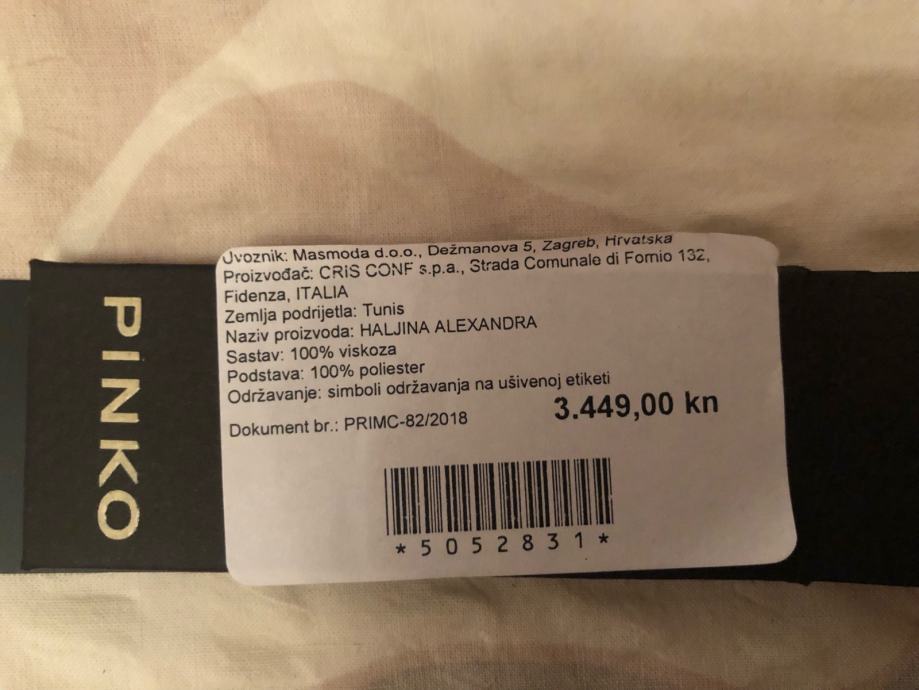 PINKO
Uvoznik: Masmoda d.o.o., Dežmanova 5, Zagreb, Hrvatska
Proizvođač: CRiS CONF s.p.a., Strada Comunale di Fornio 132,
Fidenza, ITALIA
Zemlja podrijetla: Tunis
Naziv proizvoda: HALJINA ALEXANDRA
Sastav: 100% viskoza
Podstava: 100% poliester
Održavanje: simboli održavanja na ušivenoj etiketi
3.449,00 kn
Dokument br.: PRIMC-82/2018
*5052831*